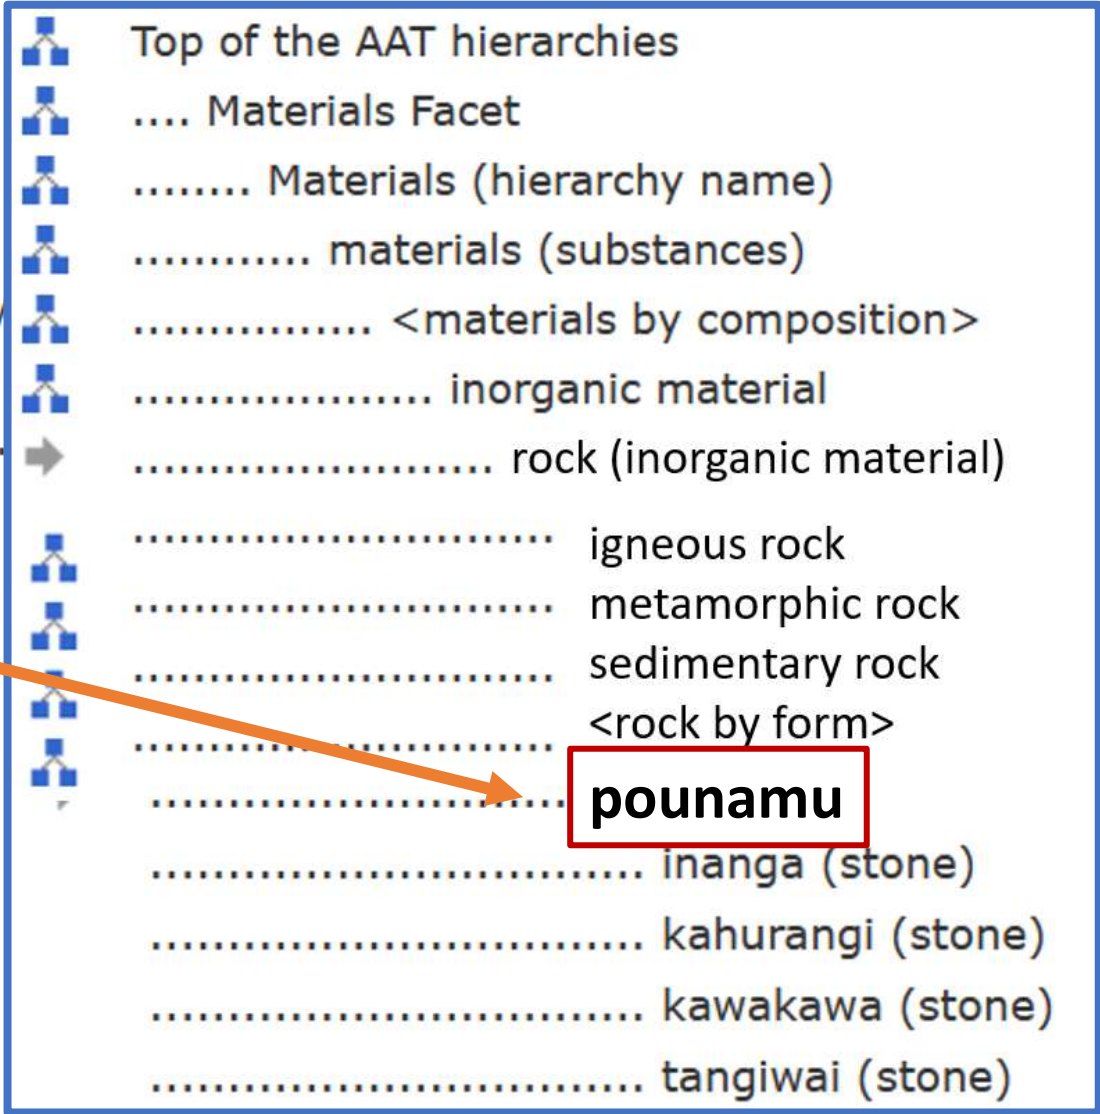 Top of the AAT hierarchies
.... Materials Facet
........ Materials (hierarchy name)
............ materials (substances)
................ <materials by composition>
.................... inorganic material
........................ rock (inorganic material)
............................ igneous rock
............................ metamorphic rock
............................ sedimentary rock
............................ <rock by form>
............................ pounamu
................................ inanga (stone)
................................ kahurangi (stone)
................................ kawakawa (stone)
................................ tangiwai (stone)